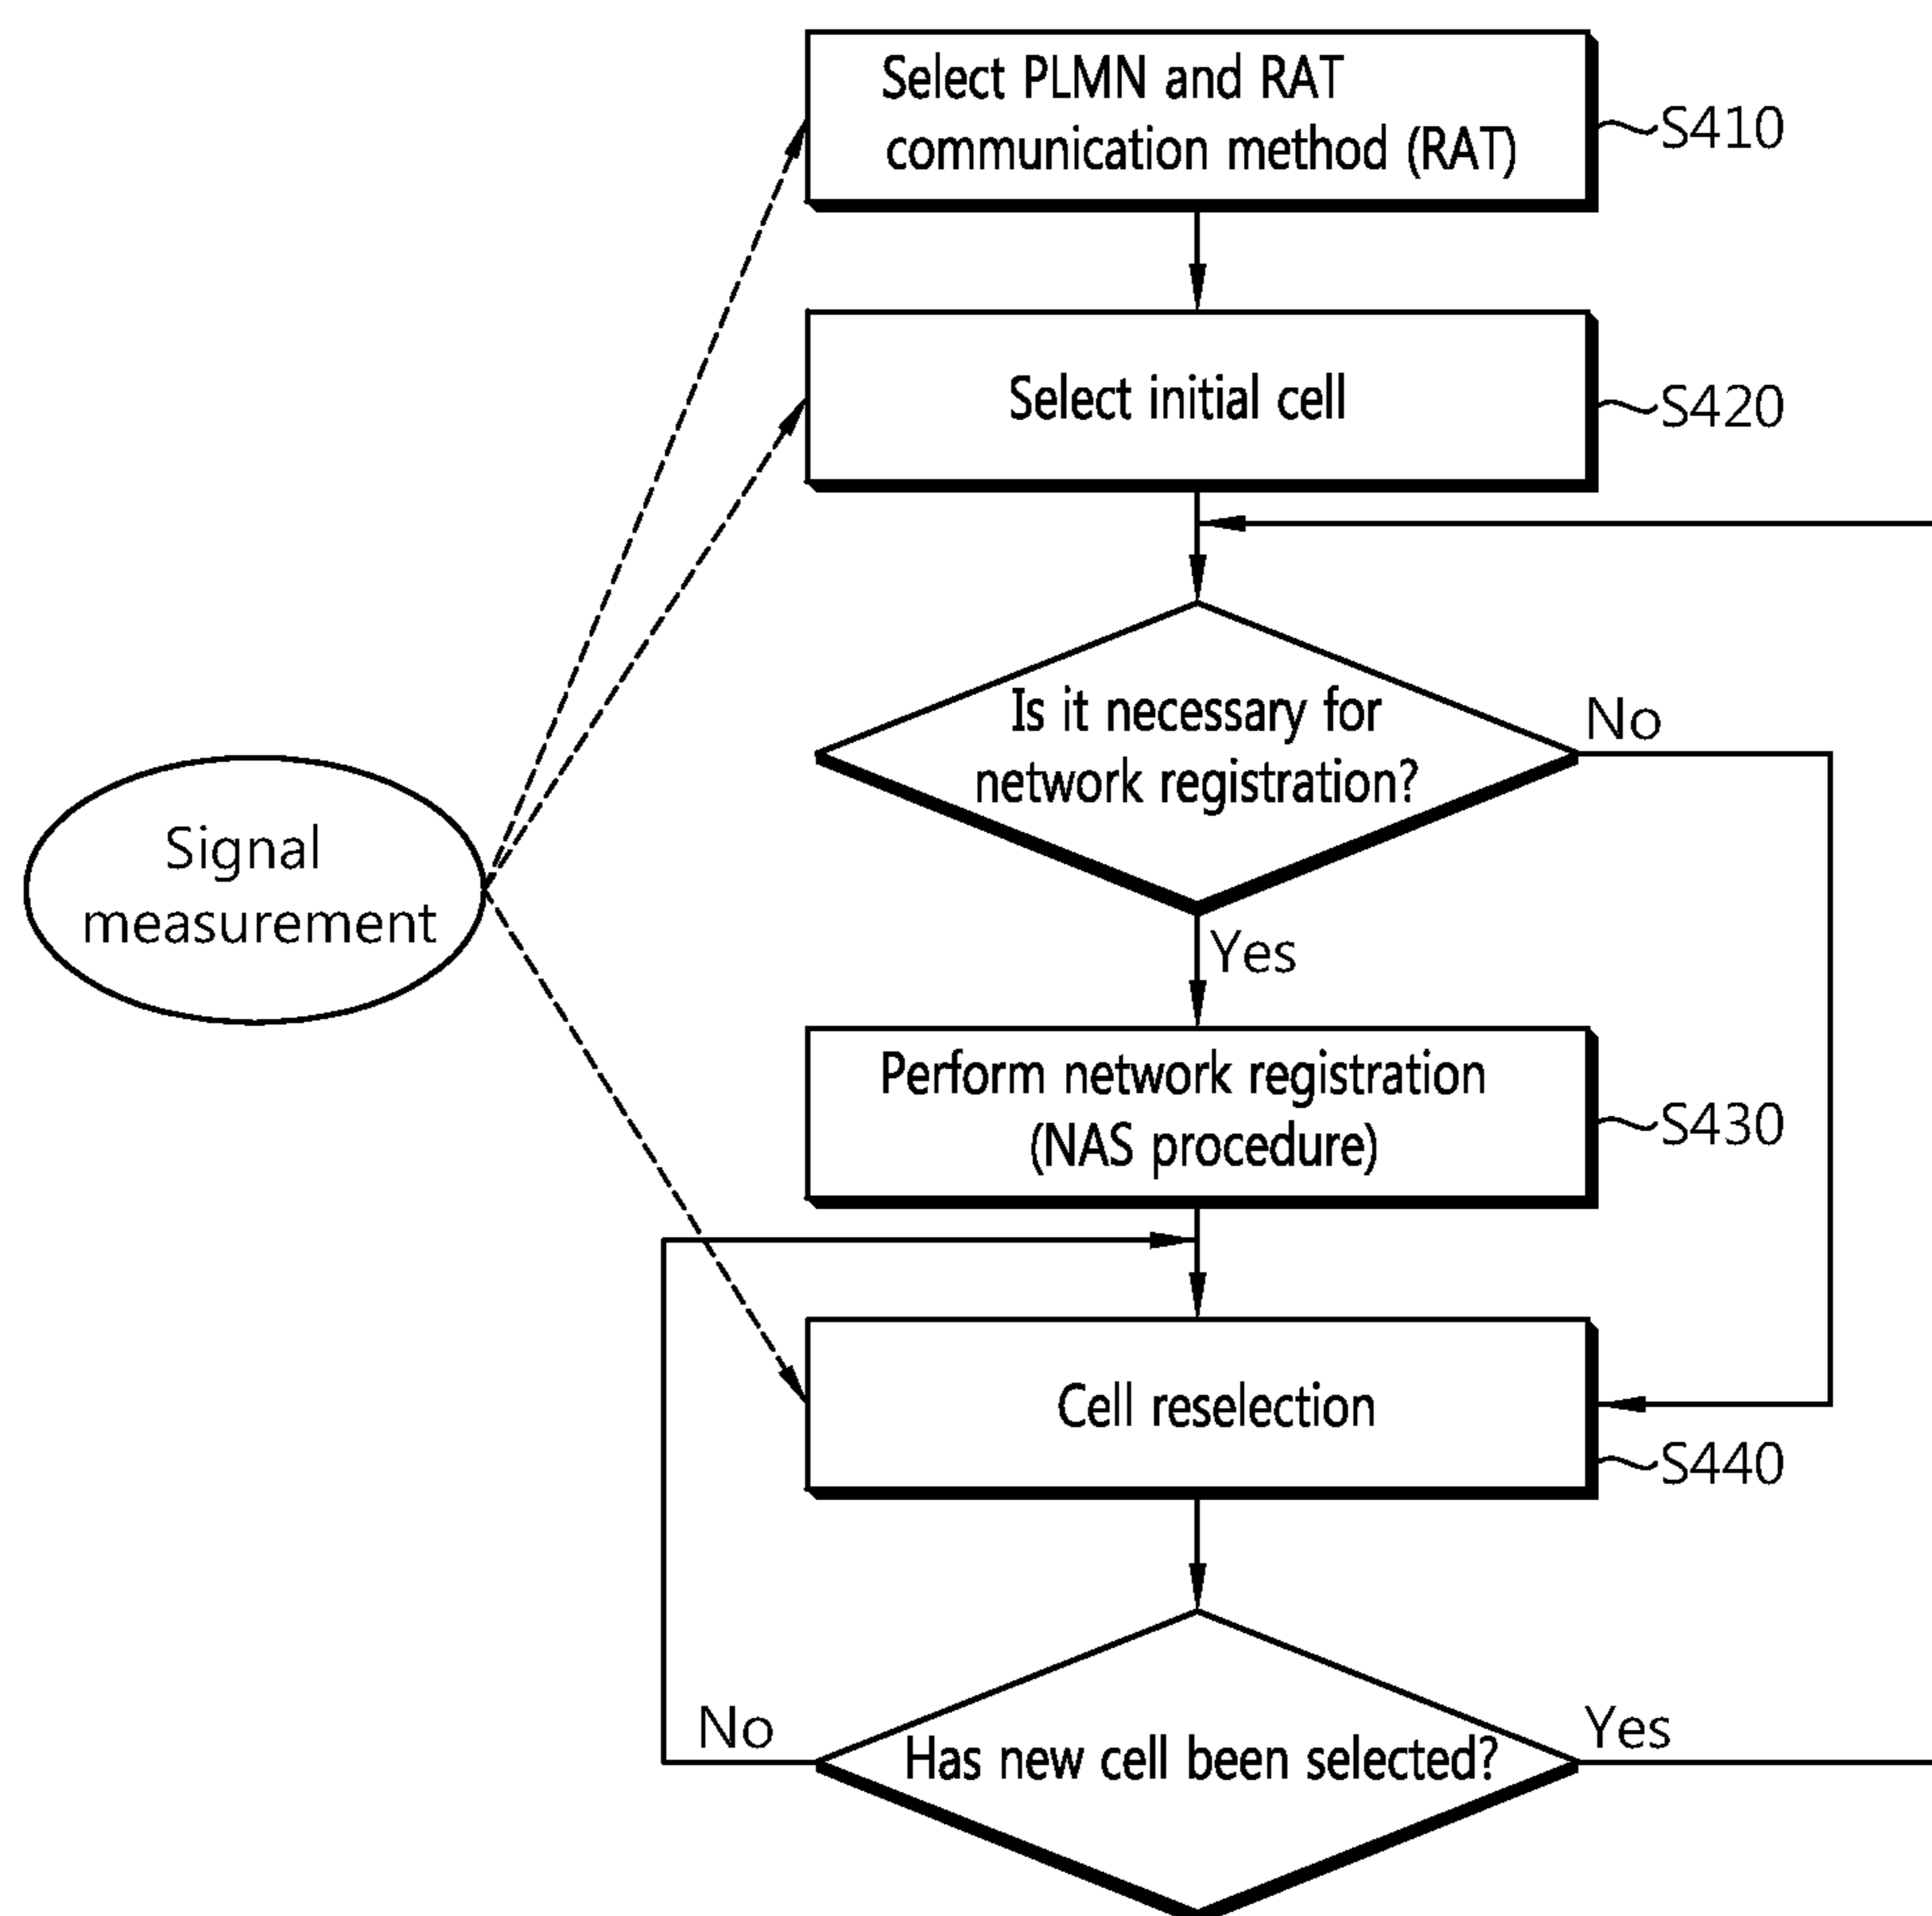 Select PLMN and RAT
communication method (RAT)
S410
Select initial cell
S420
Is it necessary for
network registration?
No
Signal
measurement
Yes
Perform network registration
(NAS procedure)
S430
Cell reselection
S440
No
Has new cell been selected?
Yes